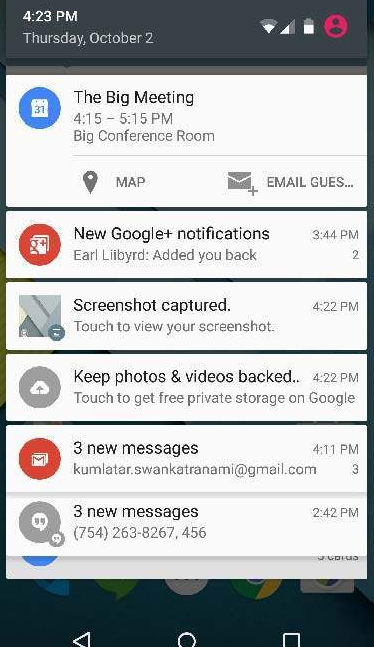 4:23 PM
Thursday, October 2
31
The Big Meeting
4:15 – 5:15 PM
Big Conference Room
MAP
EMAIL GUES...
New Google+ notifications
3:44 PM
Earl Liibyrd: Added you back
2
Screenshot captured.
4:22 PM
Touch to view your screenshot.
Keep photos & videos backed..
4:22 PM
Touch to get free private storage on Google
3 new messages
4:11 PM
kumlatar.swankatranami@gmail.com
3
3 new messages
2:42 PM
(754) 263-8267, 456
5 cards